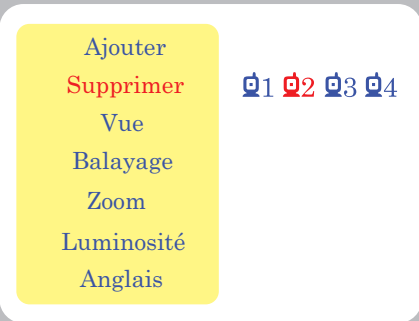 Ajouter
Supprimer 1 2 3 4
Vue
Balayage
Zoom
Luminosité
Anglais